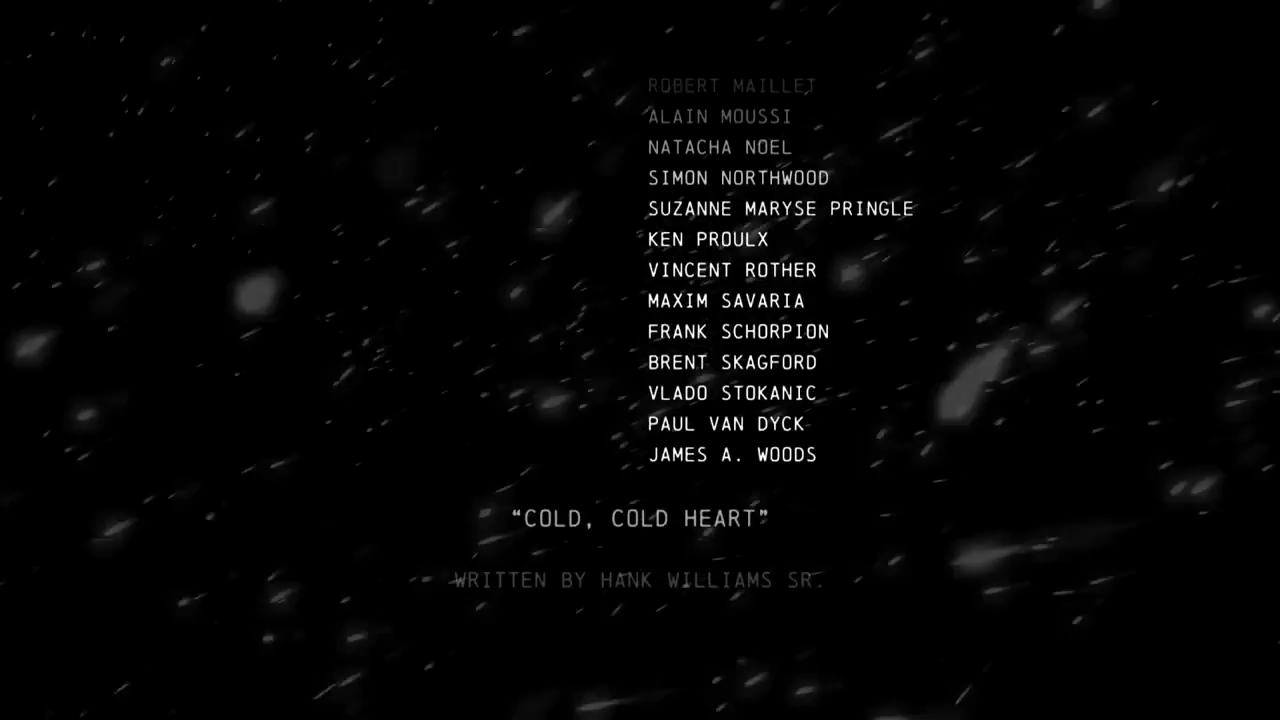 ROBERT MAILLET
ALAIN MOUSSI
NATACHA NOEL
SIMON NORTHWOOD
SUZANNE MARYSE PRINGLE
KEN PROULX
VINCENT ROTHER
MAXIM SAVARIA
FRANK SCHORPION
BRENT SKAGFORD
VLADO STOKANIC
PAUL VAN DYCK
JAMES A. WOODS
“COLD, COLD HEART”
WRITTEN BY HANK WILLIAMS SR.